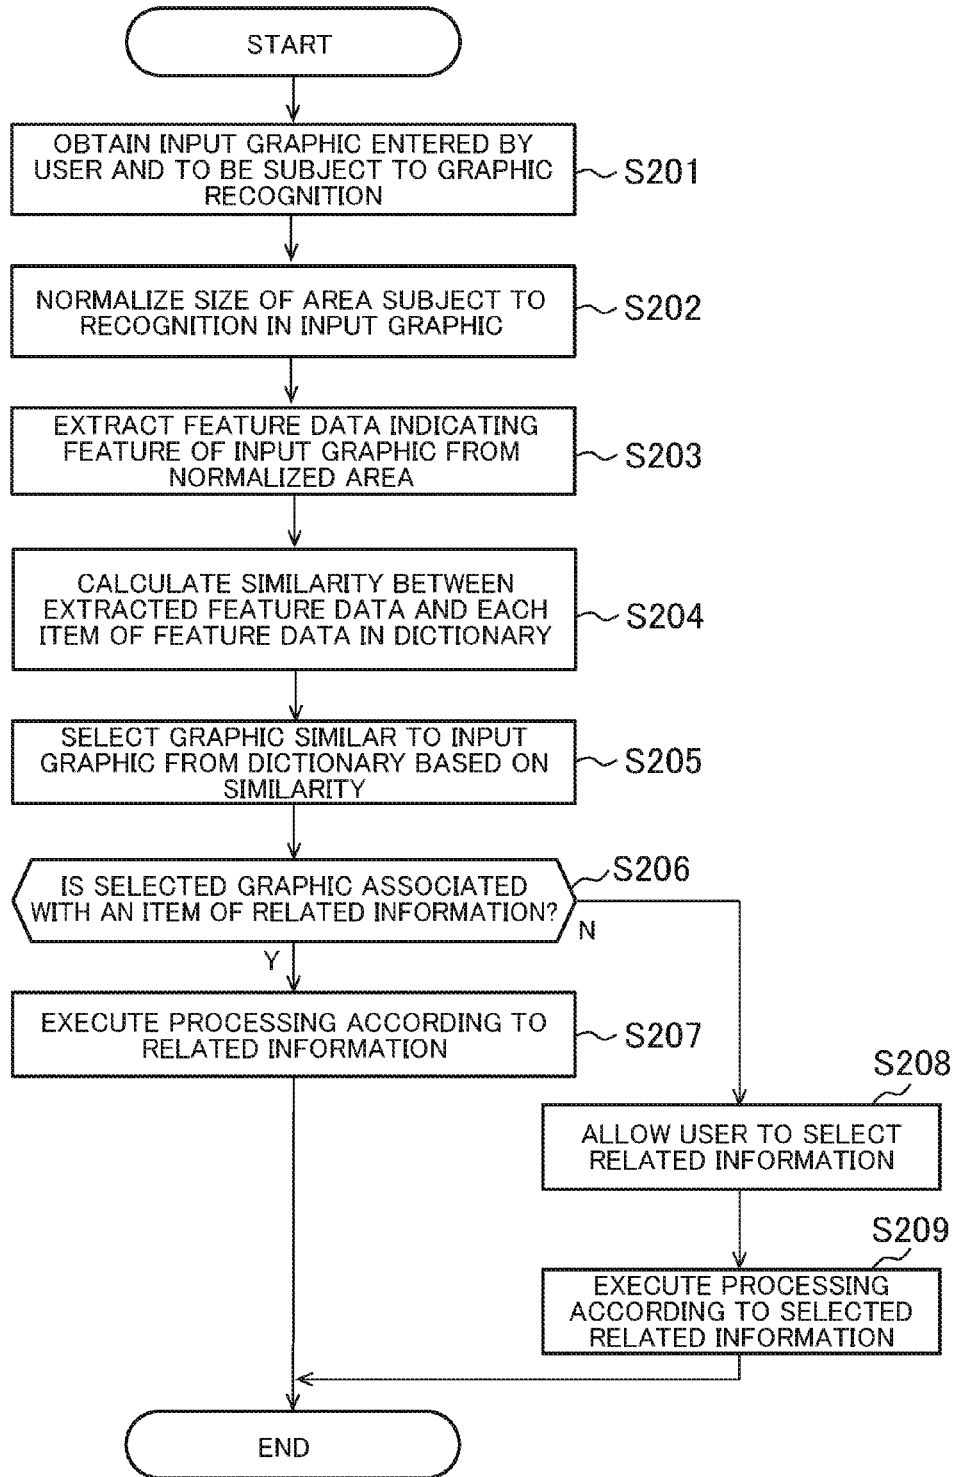 START
OBTAIN INPUT GRAPHIC ENTERED BY
USER AND TO BE SUBJECT TO GRAPHIC
RECOGNITION
S201
NORMALIZE SIZE OF AREA SUBJECT TO
RECOGNITION IN INPUT GRAPHIC
S202
EXTRACT FEATURE DATA INDICATING
FEATURE OF INPUT GRAPHIC FROM
NORMALIZED AREA
S203
CALCULATE SIMILARITY BETWEEN
EXTRACTED FEATURE DATA AND EACH
ITEM OF FEATURE DATA IN DICTIONARY
S204
SELECT GRAPHIC SIMILAR TO INPUT
GRAPHIC FROM DICTIONARY BASED ON
SIMILARITY
S205
IS SELECTED GRAPHIC ASSOCIATED
WITH AN ITEM OF RELATED INFORMATION?
S206
N
Y
EXECUTE PROCESSING ACCORDING TO
RELATED INFORMATION
S207
S208
ALLOW USER TO SELECT
RELATED INFORMATION
S209
EXECUTE PROCESSING
ACCORDING TO SELECTED
RELATED INFORMATION
END